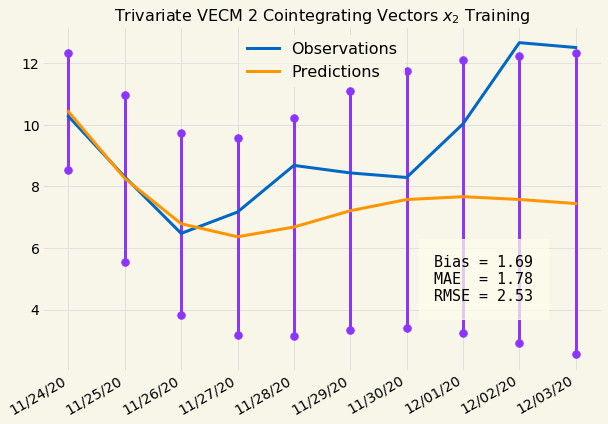 Trivariate VECM 2 Cointegrating Vectors x₂ Training
Observations
Predictions
12
10
8
6
4
Bias = 1.69
MAE  = 1.78
RMSE = 2.53
11/24/20
11/25/20
11/26/20
11/27/20
11/28/20
11/29/20
11/30/20
12/01/20
12/02/20
12/03/20